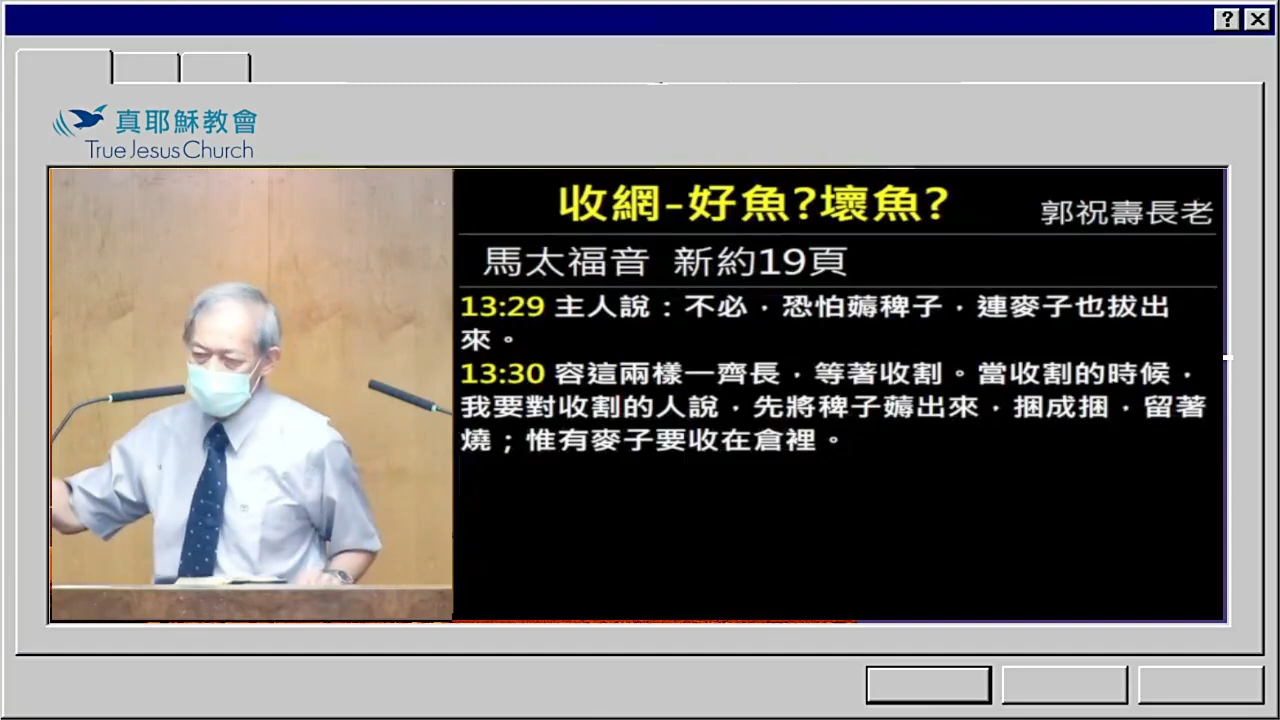 真耶穌教會
True Jesus Church
收網-好魚?壞魚?
郭祝壽長老
馬太福音 新約19頁
13:29 主人說：不必，恐怕薅稗子，連麥子也拔出
來。
13:30 容這兩樣一齊長，等著收割。當收割的時候，
我要對收割的人說，先將稗子薅出來，捆成捆，留著
燒；惟有麥子要收在倉裡。